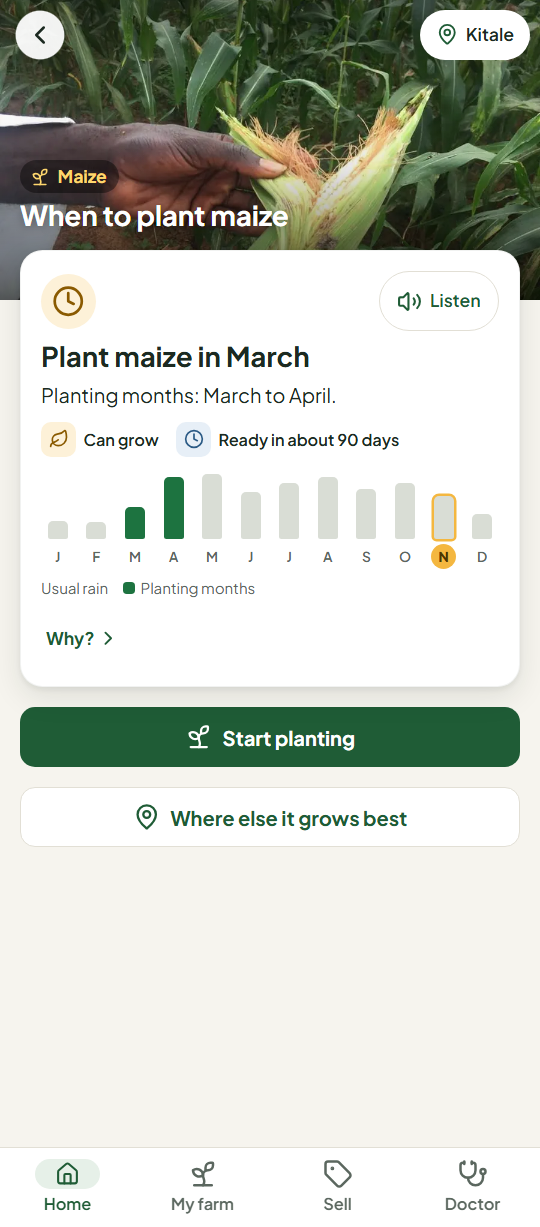 Kitale
Maize
When to plant maize
Listen
Plant maize in March
Planting months: March to April.
Can grow
Ready in about 90 days
J F M A M J J A S O N D
Usual rain
Planting months
Why?
Start planting
Where else it grows best
Home
My farm
Sell
Doctor